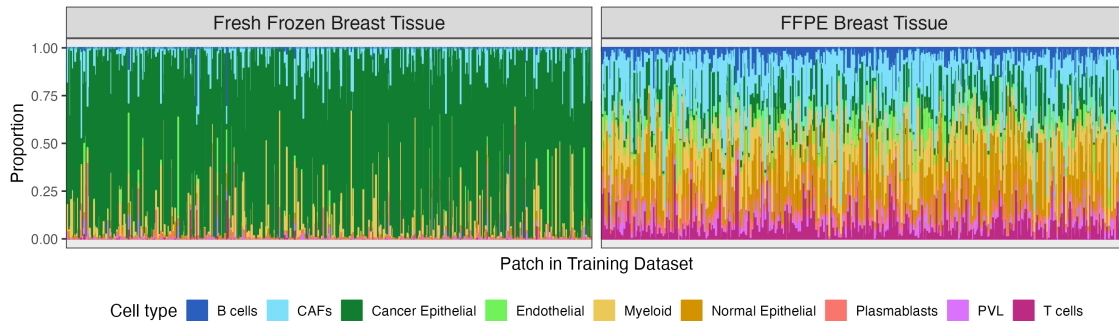 Fresh Frozen Breast Tissue
FFPE Breast Tissue
1.00
0.75
0.50
0.25
0.00
Proportion
Patch in Training Dataset
Cell type B cells CAFs Cancer Epithelial Endothelial Myeloid Normal Epithelial Plasmablasts PVL T cells